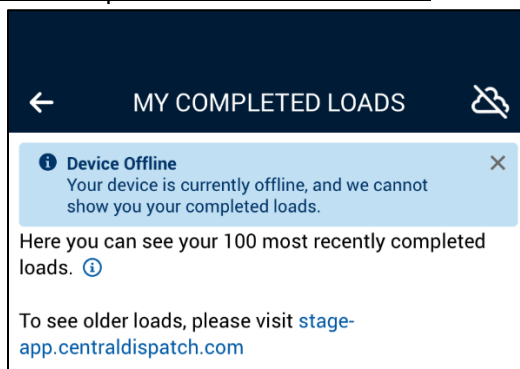 MY COMPLETED LOADS
Device Offline
Your device is currently offline, and we cannot
show you your completed loads.
Here you can see your 100 most recently completed
loads.
To see older loads, please visit stage-
app.centraldispatch.com